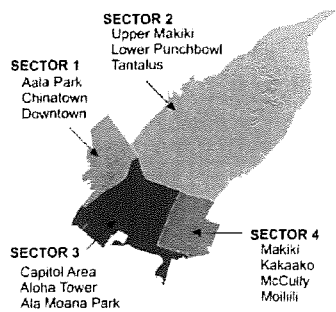 SECTOR 2
Upper Makiki
Lower Punchbowl
Tantalus
SECTOR 1
Aala Park
Chinatown
Downtown
SECTOR 4
Makiki
Kakaako
McCully
Moiliili
SECTOR 3
Capitol Area
Aloha Tower
Ala Moana Park